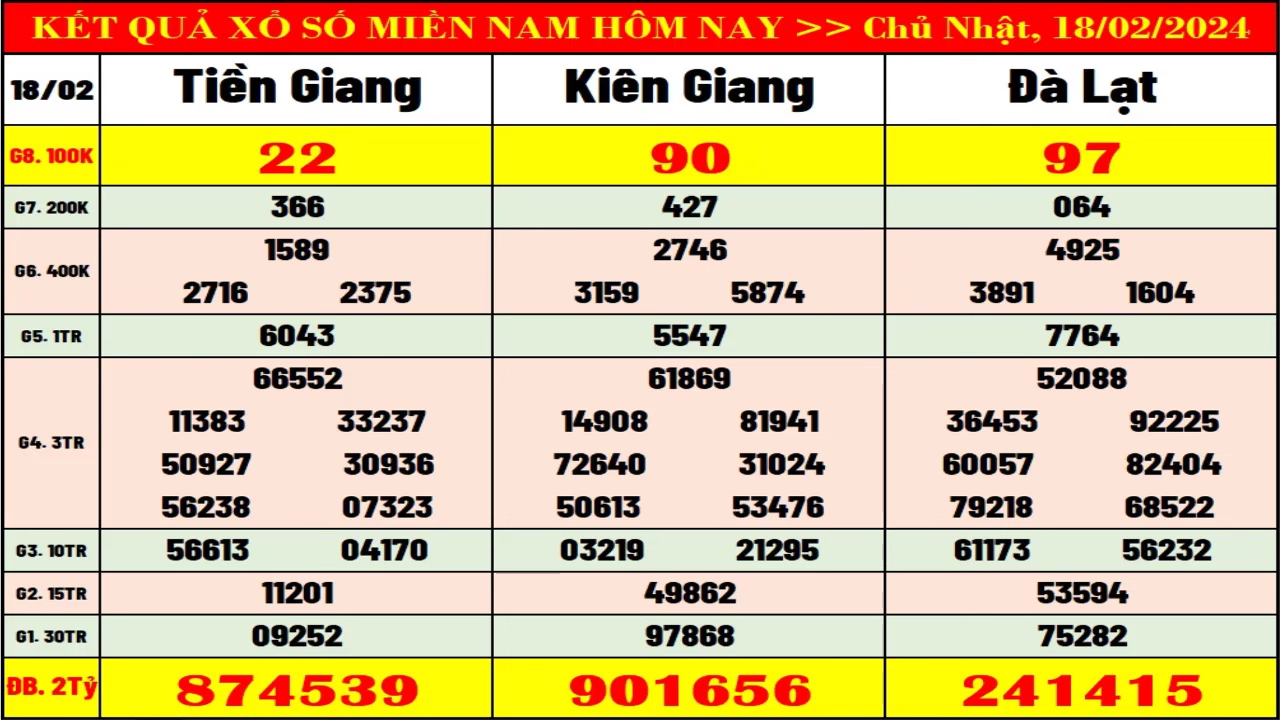 KẾT QUẢ XỔ SỐ MIỀN NAM HÔM NAY >> Chủ Nhật, 18/02/2024
18/02 Tiền Giang Kiên Giang Đà Lạt
G8. 100K 22 90 97
G7. 200K 366 427 064
1589 2746 4925
G6. 400K
2716 2375 3159 5874 3891 1604
G5. 1TR 6043 5547 7764
66552 61869 52088
11383 33237 14908 81941 36453 92225
G4. 3TR
50927 30936 72640 31024 60057 82404
56238 07323 50613 53476 79218 68522
G3. 10TR 56613 04170 03219 21295 61173 56232
G2. 15TR 11201 49862 53594
G1. 30TR 09252 97868 75282
ĐB. 2Tỷ 874539 901656 241415